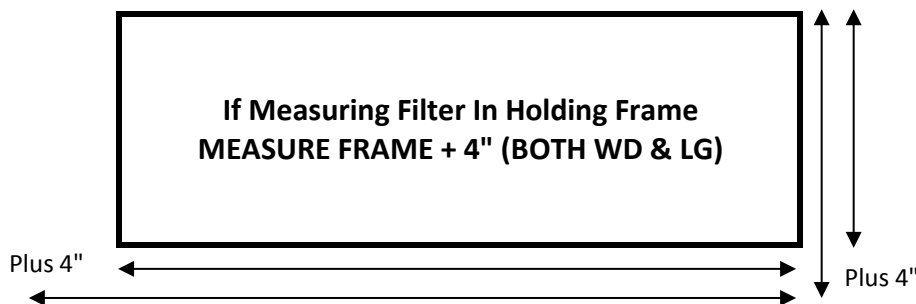 If Measuring Filter In Holding Frame
MEASURE FRAME + 4" (BOTH WD & LG)
Plus 4"
Plus 4"